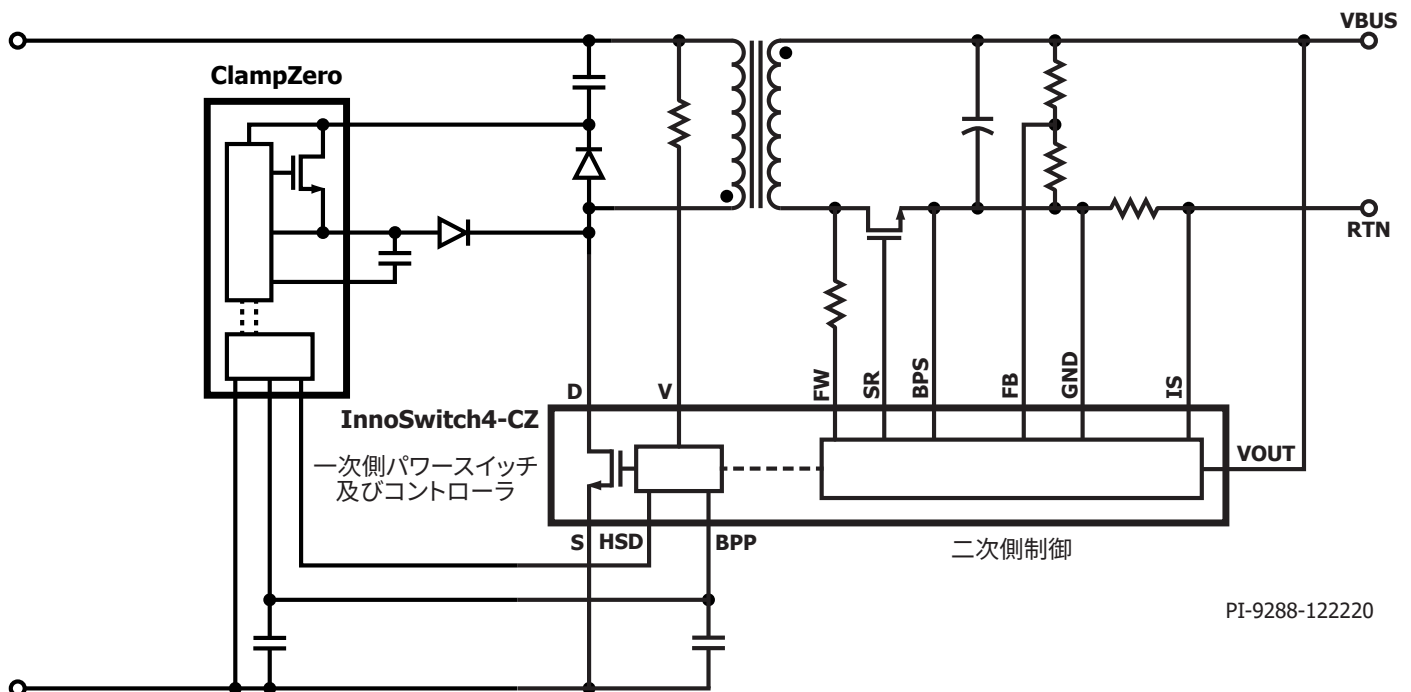 VBUS
ClampZero
RTN
FW
SR
BPS
FB
GND
IS
D
V
InnoSwitch4-CZ
VOUT
一次側パワースイッチ
及びコントローラ
S
HSD
BPP
二次側制御
PI-9288-122220